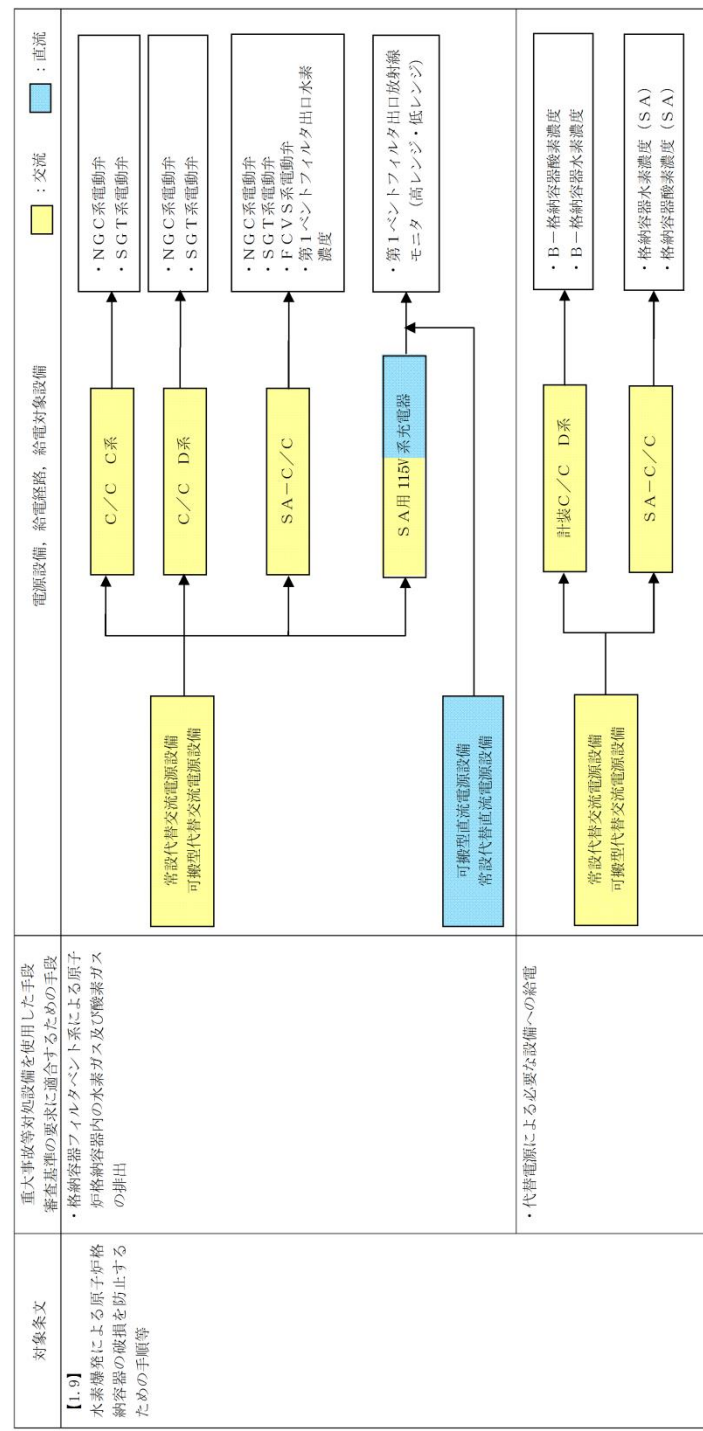 対象条文
重大事故等対処設備を使用した手段
審査基準の要求に適合するための手段
電源設備，給電経路，給電対象設備
：交流
：直流
【1.9】
水素爆発による原子炉格
納容器の破損を防止する
ための手順等
・格納容器フィルタベント系による原子
炉格納容器内の水素ガス及び酸素ガス
の排出
常設代替交流電源設備
可搬型代替交流電源設備
C／C　C系
・NGC系電動弁
・SGT系電動弁
C／C　D系
・NGC系電動弁
・SGT系電動弁
SA－C／C
・NGC系電動弁
・SGT系電動弁
・FCVS系電動弁
・第1ベントフィルタ出口水素
濃度
SA用115V系充電器
・第1ベントフィルタ出口放射線
モニタ（高レンジ・低レンジ）
可搬型直流電源設備
常設代替直流電源設備
・代替電源による必要な設備への給電
常設代替交流電源設備
可搬型代替交流電源設備
計装C／C　D系
・B－格納容器酸素濃度
・B－格納容器水素濃度
SA－C／C
・格納容器水素濃度（SA）
・格納容器酸素濃度（SA）